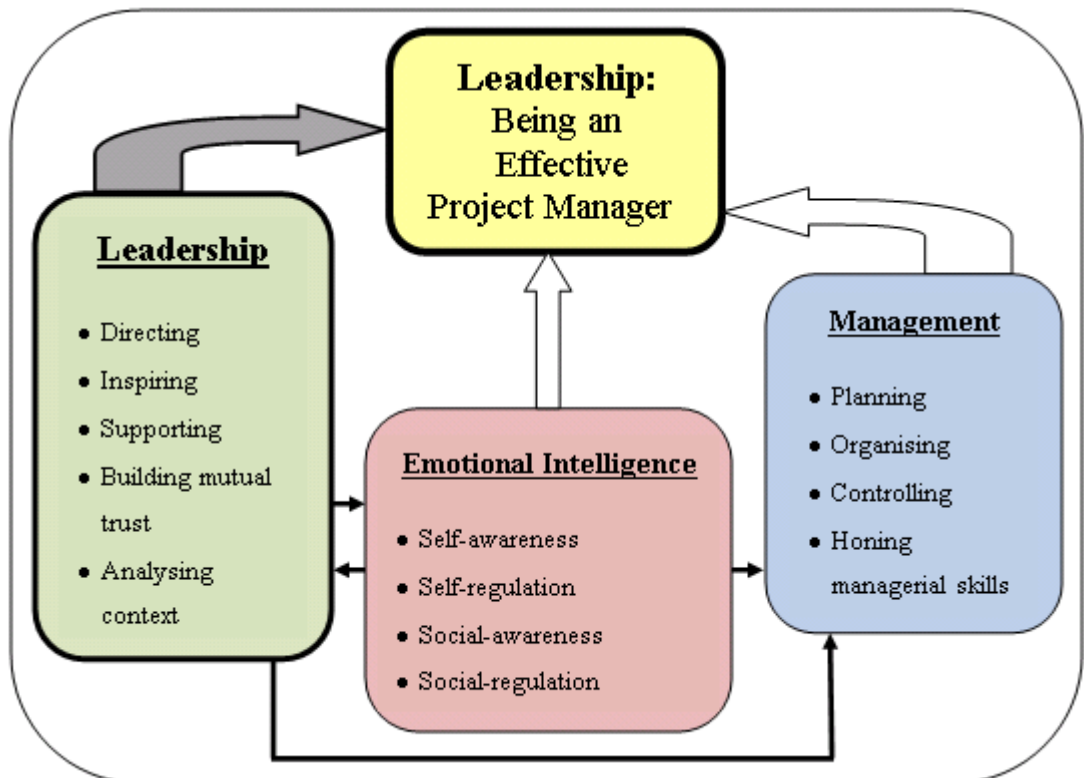 Leadership:
Being an
Effective
Project Manager
Leadership
● Directing
● Inspiring
● Supporting
● Building mutual
trust
● Analysing
context
Emotional Intelligence
● Self-awareness
● Self-regulation
● Social-awareness
● Social-regulation
Management
● Planning
● Organising
● Controlling
● Honing
managerial skills